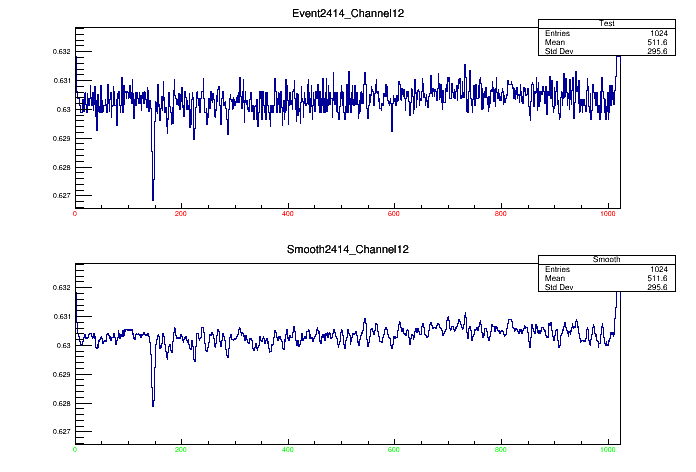 Event2414_Channel12
Test
Entries 1024
Mean 511.6
Std Dev 295.6
0.632
0.631
0.63
0.629
0.628
0.627
0 200 400 600 800 1000
Smooth2414_Channel12
Smooth
Entries 1024
Mean 511.6
Std Dev 295.6
0.632
0.631
0.63
0.629
0.628
0.627
0 200 400 600 800 1000